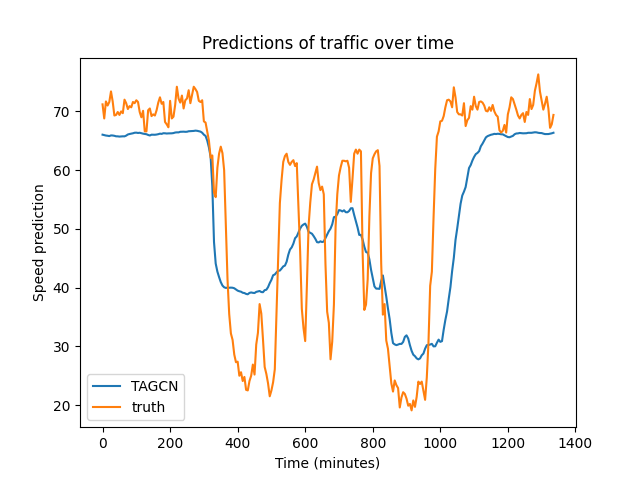 Predictions of traffic over time
Speed prediction
70
60
50
40
30
20
TAGCN
truth
0 200 400 600 800 1000 1200 1400
Time (minutes)